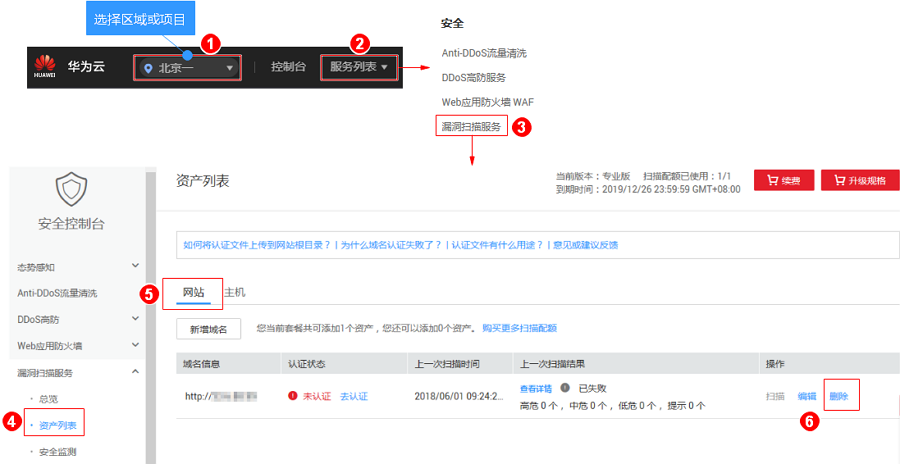 选择区域或项目
1
2
HUAWEI 华为云 北京一 控制台 服务列表
安全
Anti-DDoS流量清洗
DDoS高防服务
Web应用防火墙 WAF
漏洞扫描服务 3
安全控制台
态势感知
Anti-DDoS流量清洗
DDoS高防
Web应用防火墙
漏洞扫描服务
总览
4 资产列表
安全监测
资产列表
当前版本：专业版 扫描配额已使用：1/1
到期时间：2019/12/26 23:59:59 GMT+08:00
续费 升级规格
如何将认证文件上传到网站根目录？ | 为什么域名认证失败了？ | 认证文件有什么用途？ | 意见或建议反馈
5 网站 主机
新增域名 您当前套餐共可添加1个资产，您还可以添加0个资产。 购买更多扫描配额
域名信息 认证状态 上一次扫描时间 上一次扫描结果 操作
http:// 未认证 去认证 2018/06/01 09:24:2... 查看详情 已失败 扫描 编辑 删除
高危 0 个 ，中危 0 个 ，低危 0 个 ，提示 0 个
6